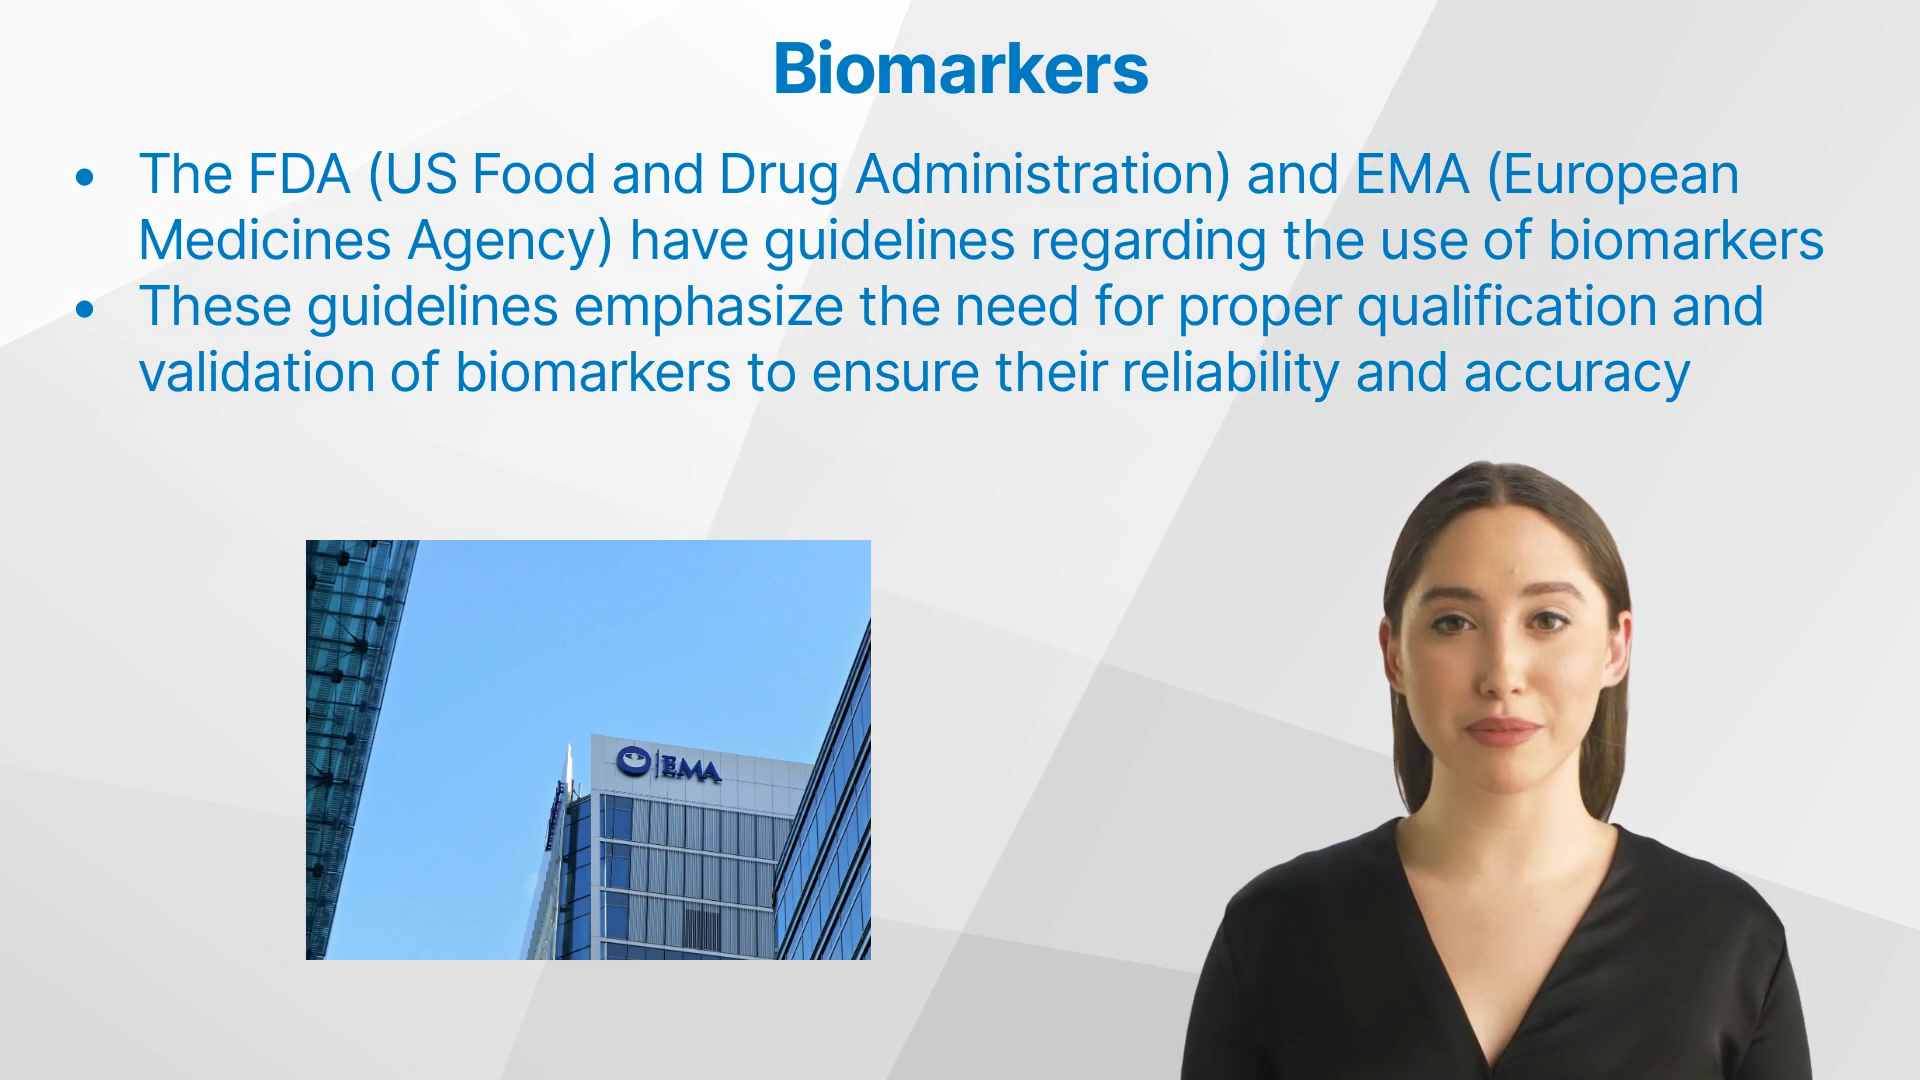 Biomarkers
• The FDA (US Food and Drug Administration) and EMA (European
Medicines Agency) have guidelines regarding the use of biomarkers
• These guidelines emphasize the need for proper qualification and
validation of biomarkers to ensure their reliability and accuracy
EMA